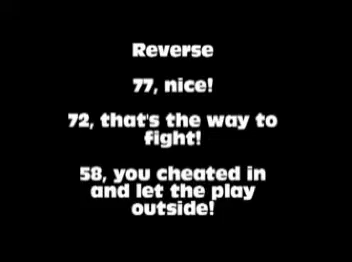 Reverse
77, nice!
72, that's the way to
fight!
58, you cheated in
and let the play
outside!